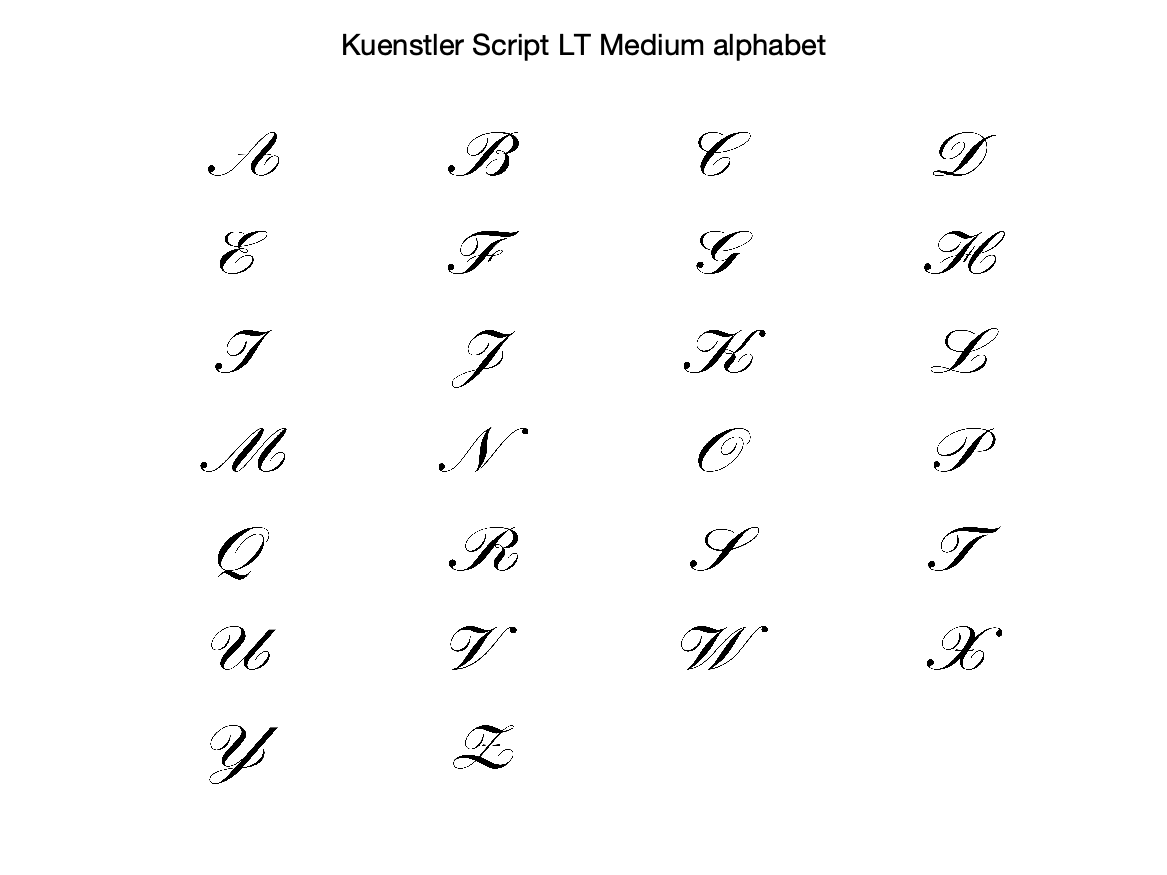 Kuenstler Script LT Medium alphabet
A B C D
E F G H
I J K L
M N O P
Q R S T
U V W X
Y Z